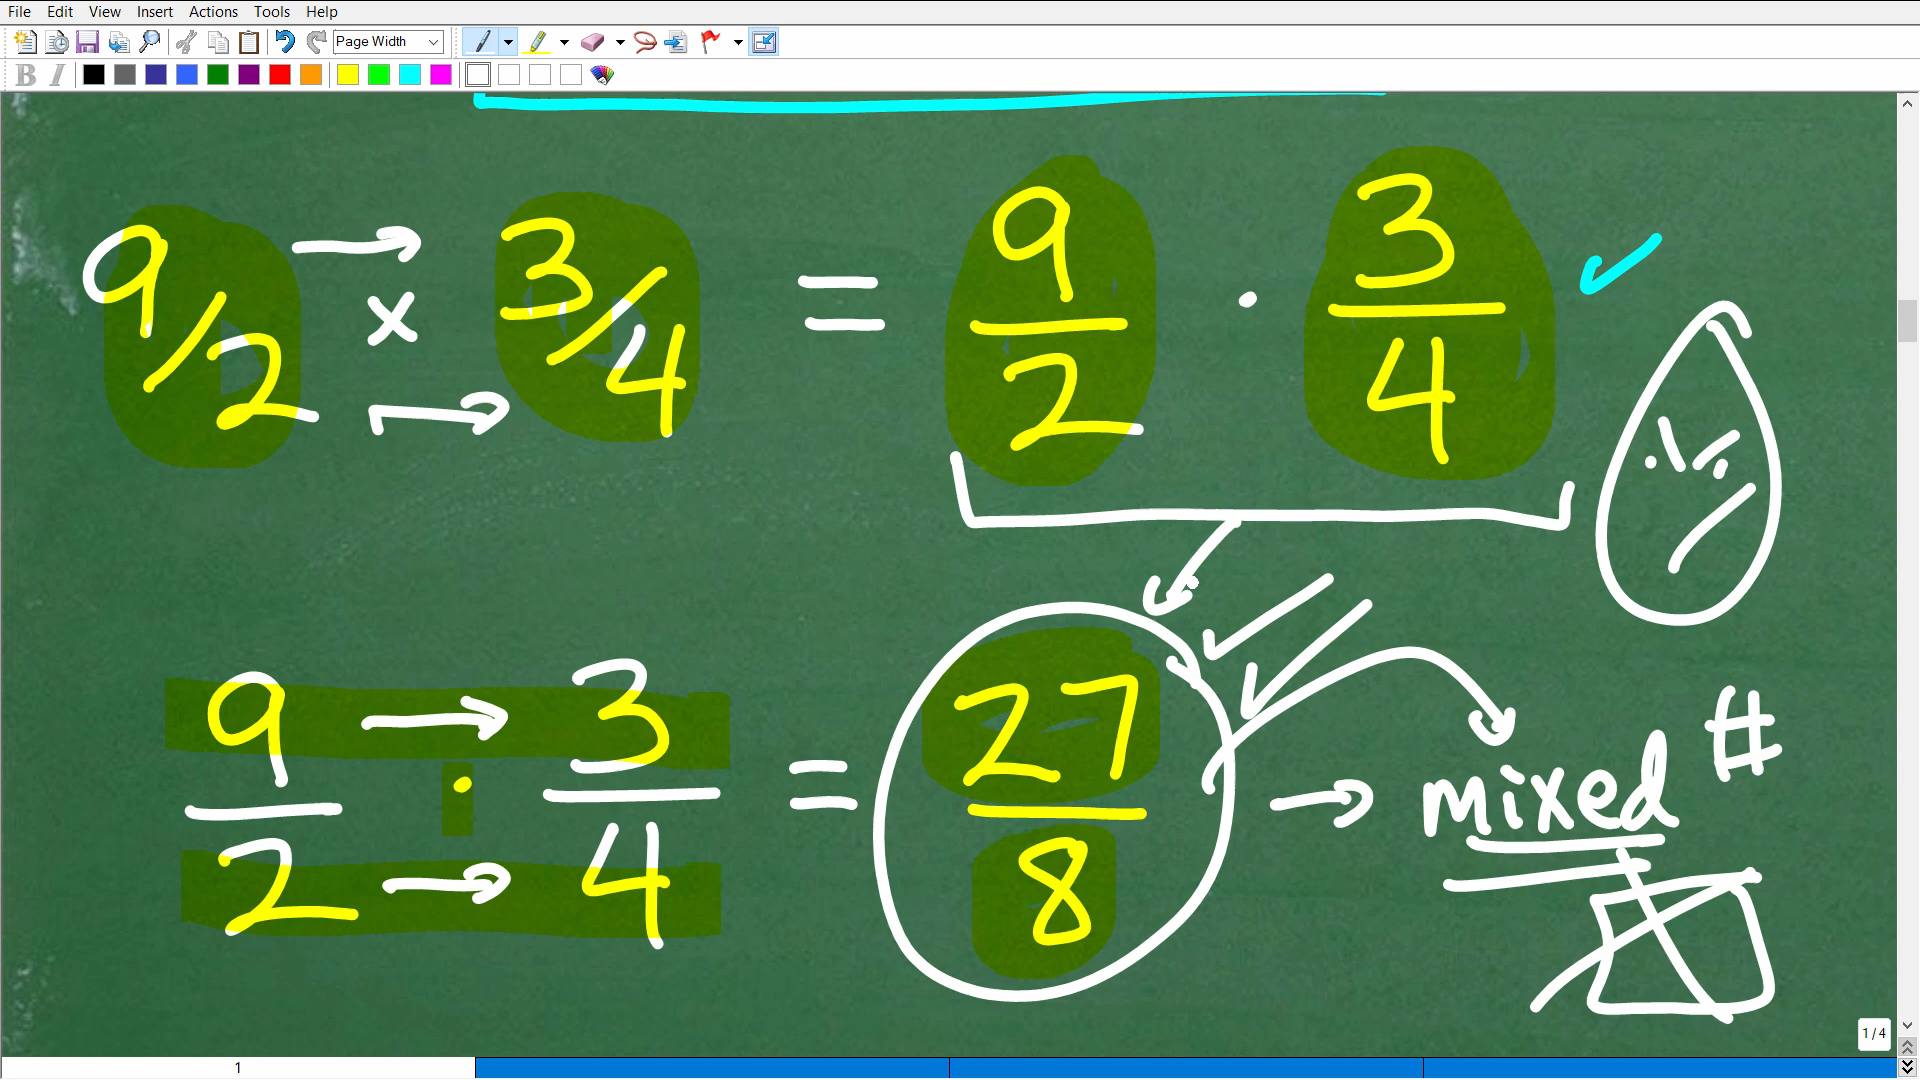 File Edit View Insert Actions Tools Help
Page Width
B I
9/2 x 3/4 = 9/2 · 3/4
9/2 · 3/4 = 27/8 → mixed #
1 / 4
1